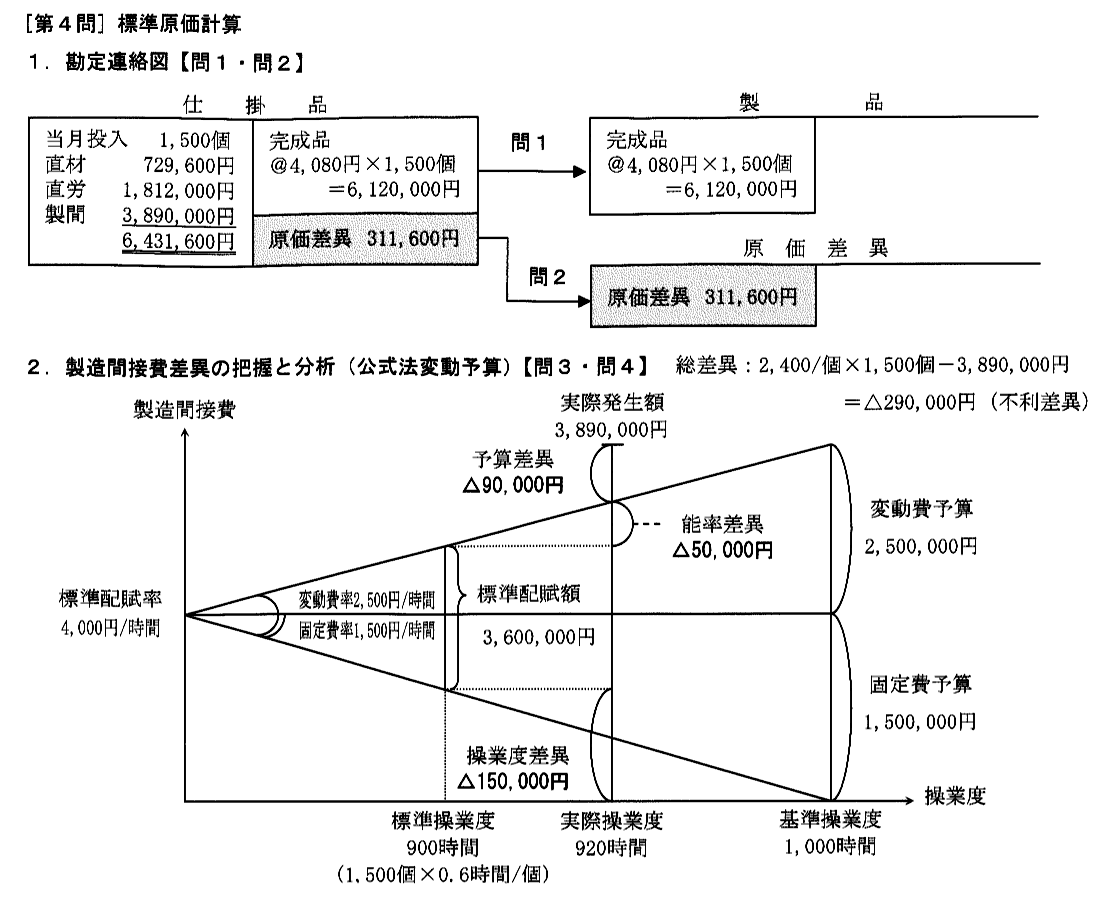 ［第４問］標準原価計算
１．勘定連絡図【問１・問２】
仕　掛　品
当月投入　1,500個
直材　729,600円
直労　1,812,000円
製間　3,890,000円
6,431,600円
完成品
@4,080円×1,500個
＝6,120,000円
原価差異　311,600円
問１
問２
製　品
完成品
@4,080円×1,500個
＝6,120,000円
原　価　差　異
原価差異　311,600円
２．製造間接費差異の把握と分析（公式法変動予算）【問３・問４】　総差異：2,400/個×1,500個－3,890,000円
＝△290,000円（不利差異）
製造間接費
実際発生額
3,890,000円
予算差異
△90,000円
能率差異
△50,000円
変動費予算
2,500,000円
標準配賦率
4,000円/時間
変動費率2,500円/時間
固定費率1,500円/時間
標準配賦額
3,600,000円
固定費予算
1,500,000円
操業度差異
△150,000円
操業度
標準操業度
900時間
（1,500個×0.6時間/個）
実際操業度
920時間
基準操業度
1,000時間